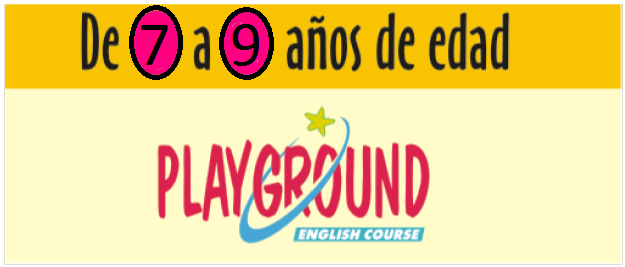 De 7 a 9 años de edad
PLAYGROUND
ENGLISH COURSE